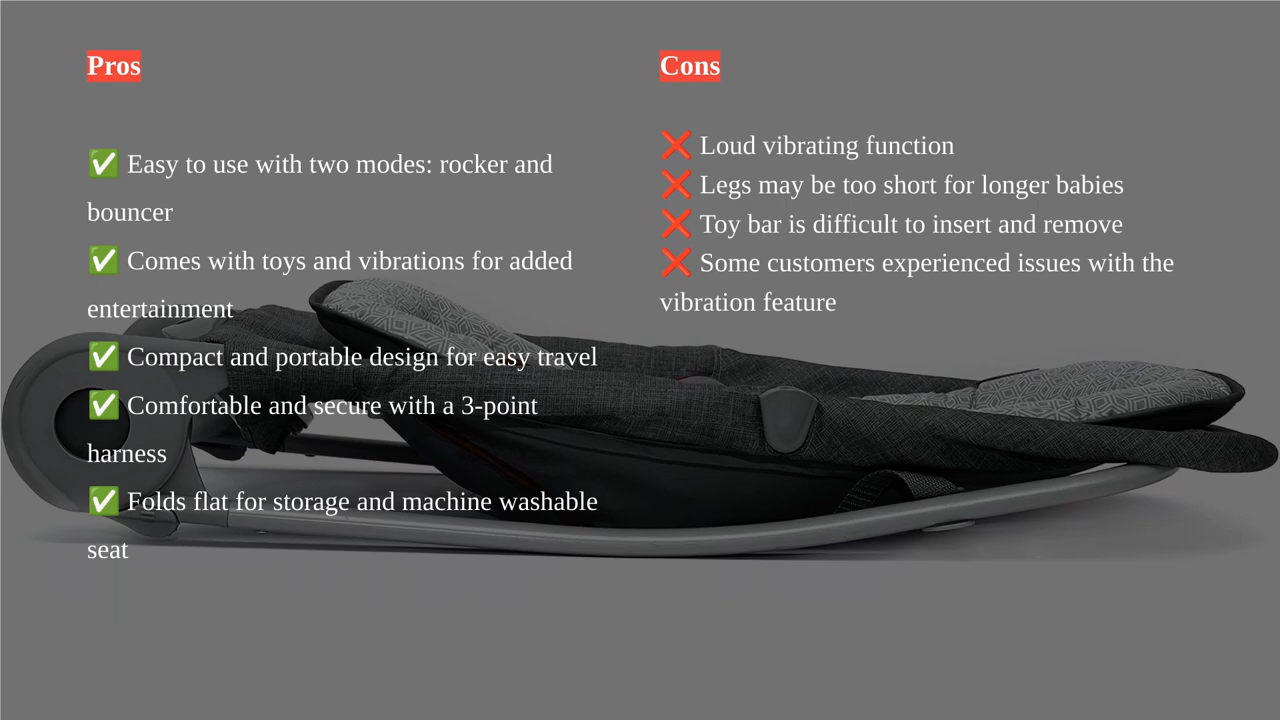 Pros
✅ Easy to use with two modes: rocker and
bouncer
✅ Comes with toys and vibrations for added
entertainment
✅ Compact and portable design for easy travel
✅ Comfortable and secure with a 3-point
harness
✅ Folds flat for storage and machine washable
seat
Cons
❌ Loud vibrating function
❌ Legs may be too short for longer babies
❌ Toy bar is difficult to insert and remove
❌ Some customers experienced issues with the
vibration feature